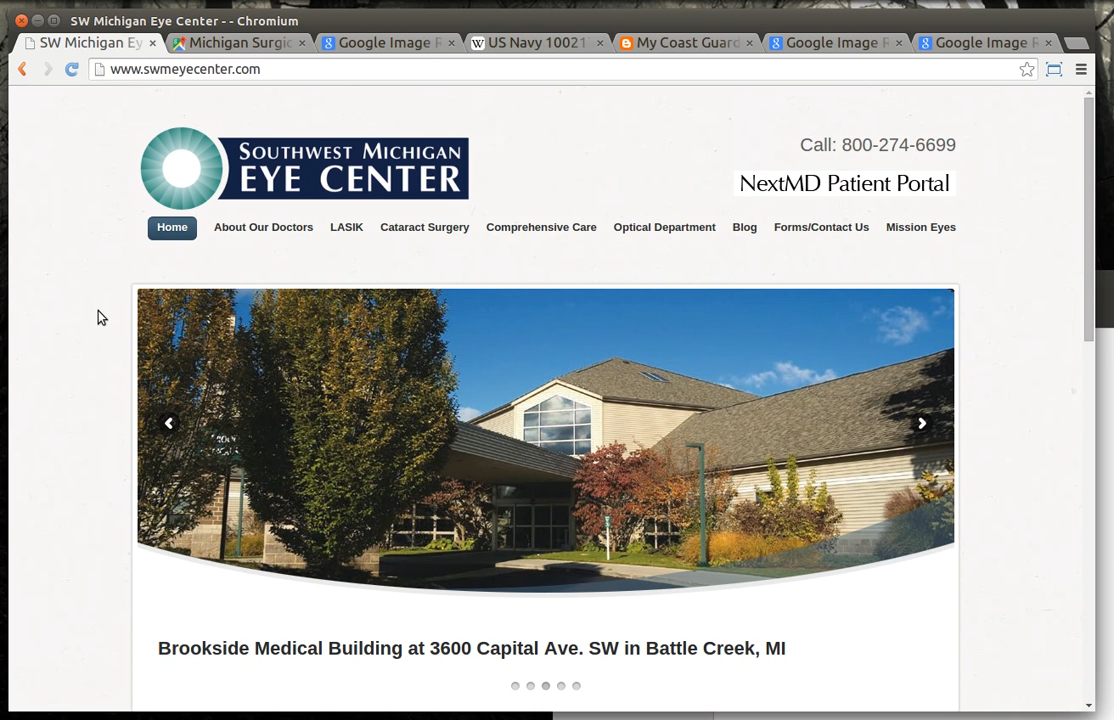 SW Michigan Eye Center - - Chromium
SW Michigan Ey
Michigan Surgic
Google Image R
US Navy 10021
My Coast Guard
Google Image R
Google Image R
www.swmeyecenter.com
SOUTHWEST MICHIGAN
EYE CENTER
Call: 800-274-6699
NextMD Patient Portal
Home About Our Doctors LASIK Cataract Surgery Comprehensive Care Optical Department Blog Forms/Contact Us Mission Eyes
Brookside Medical Building at 3600 Capital Ave. SW in Battle Creek, MI